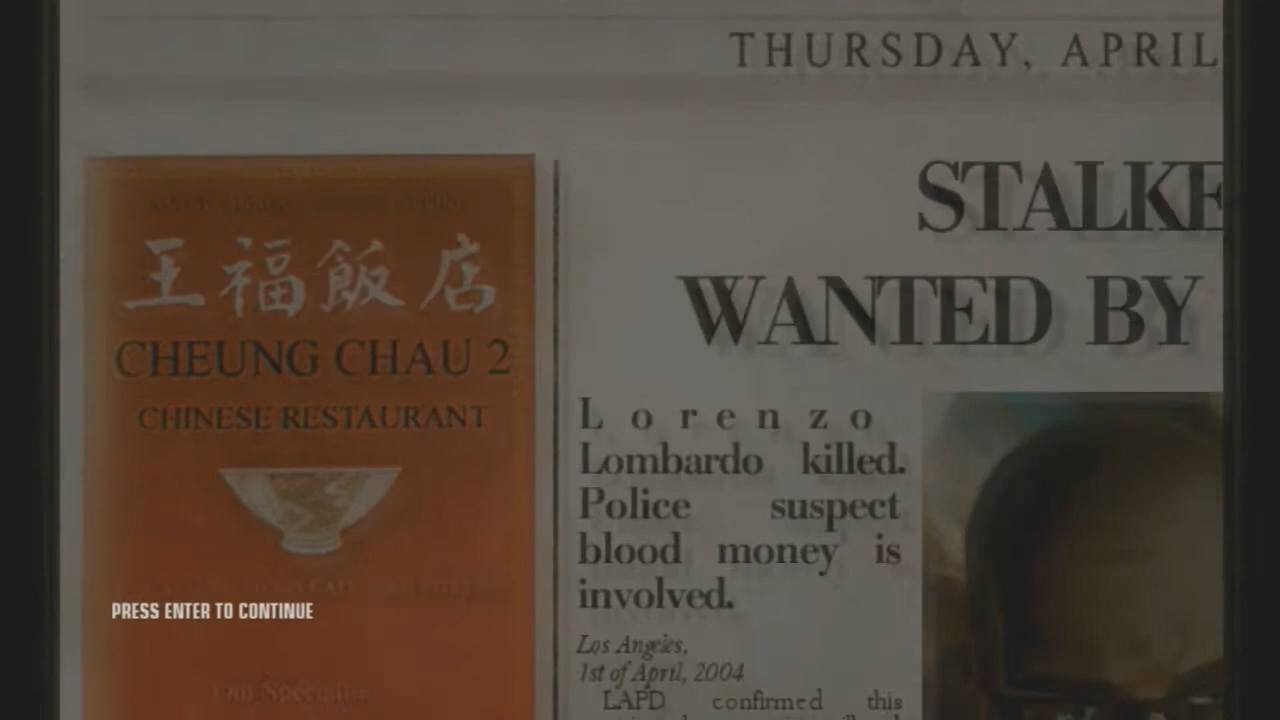 THURSDAY, APRIL
王福飯店
CHEUNG CHAU 2
CHINESE RESTAURANT
PRESS ENTER TO CONTINUE
STALKE
WANTED BY
Lorenzo
Lombardo killed.
Police suspect
blood money is
involved.
Los Angeles,
1st of April, 2004
LAPD confirmed this